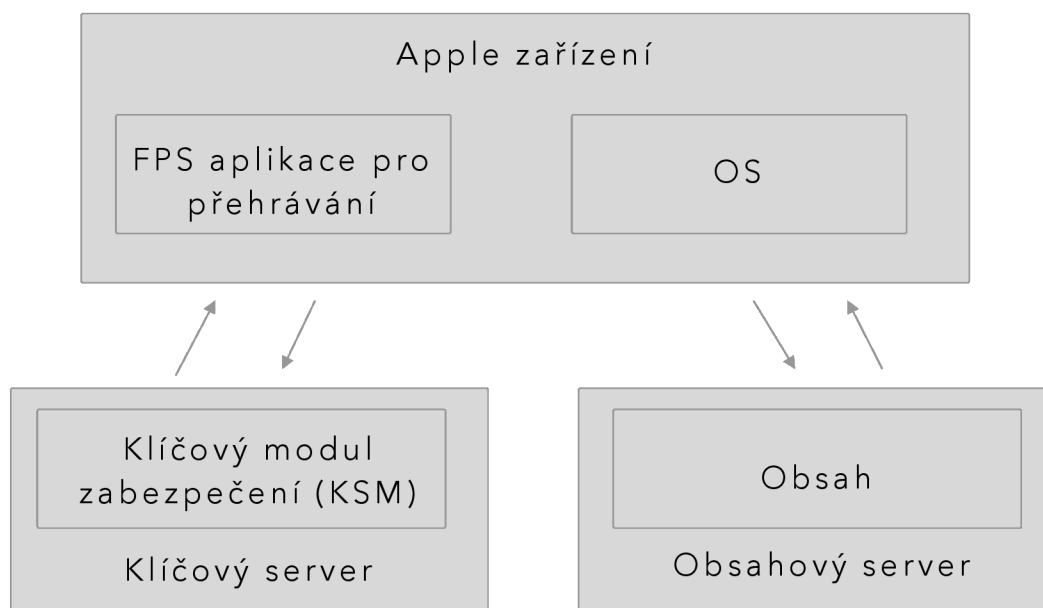 Apple zařízení
FPS aplikace pro
přehrávání
OS
Klíčový modul
zabezpečení (KSM)
Klíčový server
Obsah
Obsahový server